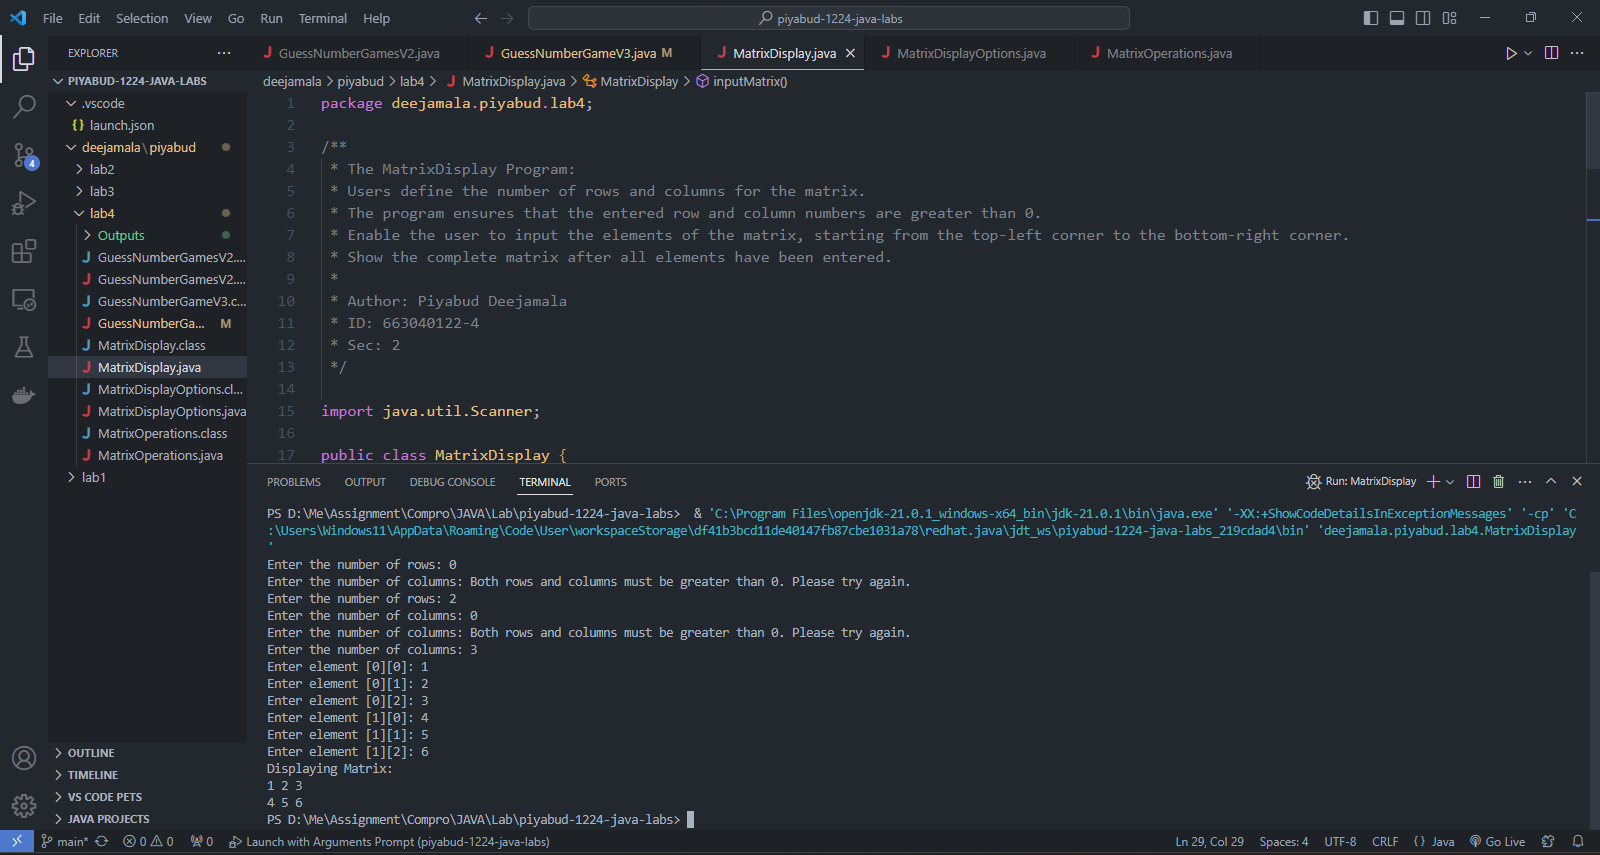 File Edit Selection View Go Run Terminal Help
piyabud-1224-java-labs
EXPLORER
GuessNumberGamesV2.java
GuessNumberGameV3.java M
MatrixDisplay.java
MatrixDisplayOptions.java
MatrixOperations.java
PIYABUD-1224-JAVA-LABS
.vscode
launch.json
deejamala\piyabud
lab2
lab3
lab4
Outputs
GuessNumberGamesV2....
GuessNumberGamesV2....
GuessNumberGameV3.c...
GuessNumberGa... M
MatrixDisplay.class
MatrixDisplay.java
MatrixDisplayOptions.cl...
MatrixDisplayOptions.java
MatrixOperations.class
MatrixOperations.java
lab1
4
OUTLINE
TIMELINE
VS CODE PETS
JAVA PROJECTS
deejamala > piyabud > lab4 > MatrixDisplay.java > MatrixDisplay > inputMatrix()
1 package deejamala.piyabud.lab4;
2
3 /**
4 * The MatrixDisplay Program:
5 * Users define the number of rows and columns for the matrix.
6 * The program ensures that the entered row and column numbers are greater than 0.
7 * Enable the user to input the elements of the matrix, starting from the top-left corner to the bottom-right corner.
8 * Show the complete matrix after all elements have been entered.
9 *
10 * Author: Piyabud Deejamala
11 * ID: 663040122-4
12 * Sec: 2
13 */
14
15 import java.util.Scanner;
16
17 public class MatrixDisplay {
PROBLEMS OUTPUT DEBUG CONSOLE TERMINAL PORTS
Run: MatrixDisplay
PS D:\Me\Assignment\Compro\JAVA\Lab\piyabud-1224-java-labs> & 'C:\Program Files\openjdk-21.0.1_windows-x64_bin\jdk-21.0.1\bin\java.exe' '-XX:+ShowCodeDetailsInExceptionMessages' '-cp' 'C
:\Users\Windows11\AppData\Roaming\Code\User\workspaceStorage\df41b3bcd11de40147fb87cbe1031a78\redhat.java\jdt_ws\piyabud-1224-java-labs_219cdad4\bin' 'deejamala.piyabud.lab4.MatrixDisplay
'
Enter the number of rows: 0
Enter the number of columns: Both rows and columns must be greater than 0. Please try again.
Enter the number of rows: 2
Enter the number of columns: 0
Enter the number of columns: Both rows and columns must be greater than 0. Please try again.
Enter the number of columns: 3
Enter element [0][0]: 1
Enter element [0][1]: 2
Enter element [0][2]: 3
Enter element [1][0]: 4
Enter element [1][1]: 5
Enter element [1][2]: 6
Displaying Matrix:
1 2 3
4 5 6
PS D:\Me\Assignment\Compro\JAVA\Lab\piyabud-1224-java-labs>
main* 0 0 0 Launch with Arguments Prompt (piyabud-1224-java-labs)
Ln 29, Col 29 Spaces: 4 UTF-8 CRLF {} Java Go Live